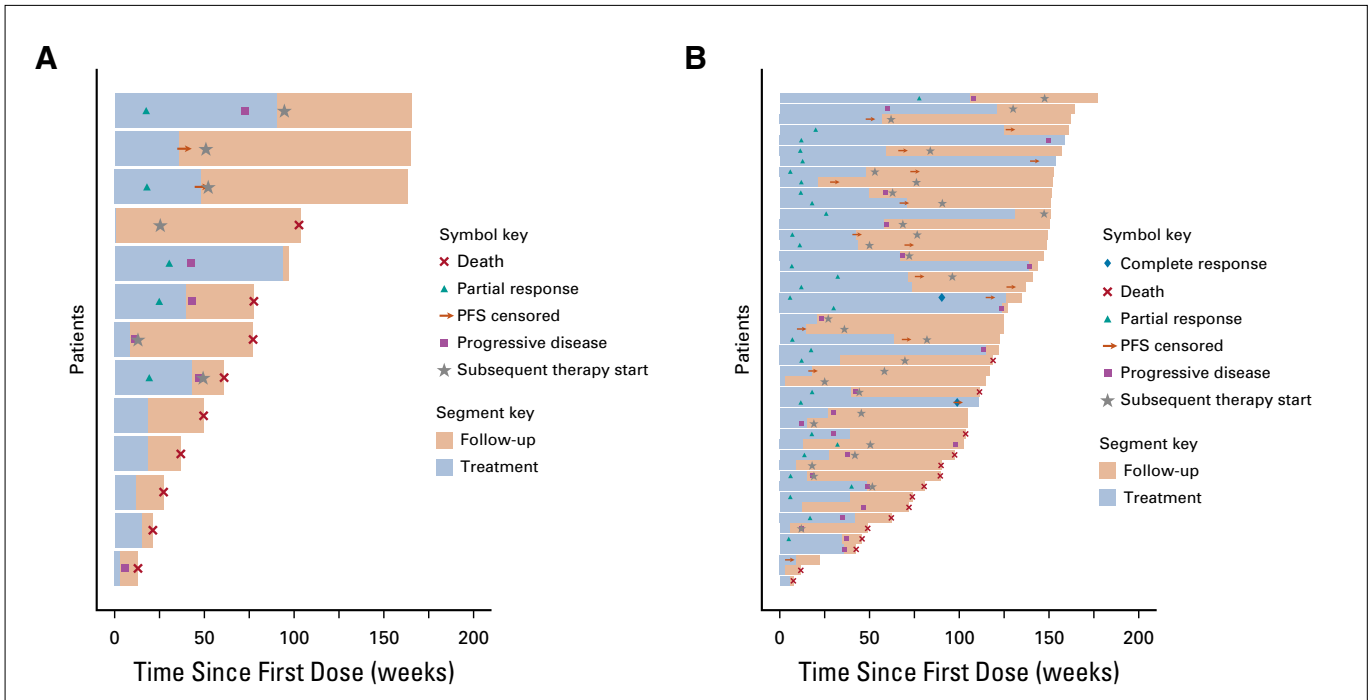 A
Patients
0
50
100
150
200
Time Since First Dose (weeks)
Symbol key
Death
Partial response
PFS censored
Progressive disease
Subsequent therapy start
Segment key
Follow-up
Treatment
B
Patients
0
50
100
150
200
Time Since First Dose (weeks)
Symbol key
Complete response
Death
Partial response
PFS censored
Progressive disease
Subsequent therapy start
Segment key
Follow-up
Treatment